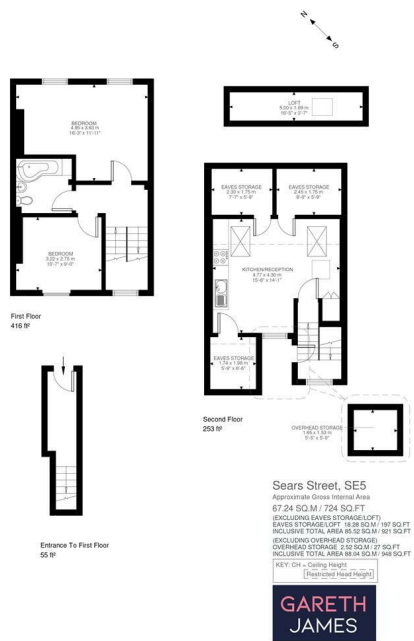 N
S
LOFT
5.00 x 1.09 m
16'-5" x 3'-7"
BEDROOM
4.95 x 3.63 m
16'-3" x 11'-11"
EAVES STORAGE
2.30 x 1.75 m
7'-7" x 5'-9"
EAVES STORAGE
2.45 x 1.75 m
8'-0" x 5'-9"
BEDROOM
3.22 x 2.75 m
10'-7" x 9'-0"
KITCHEN/RECEPTION
4.77 x 4.30 m
15'-8" x 14'-1"
First Floor
416 ft²
EAVES STORAGE
1.74 x 1.98 m
5'-9" x 6'-6"
Second Floor
253 ft²
OVERHEAD STORAGE
1.65 x 1.53 m
5'-5" x 5'-0"
Entrance To First Floor
55 ft²
Sears Street, SE5
Approximate Gross Internal Area
67.24 SQ.M / 724 SQ.FT
(EXCLUDING EAVES STORAGE/LOFT)
EAVES STORAGE/LOFT 18.28 SQ.M / 197 SQ.FT
INCLUSIVE TOTAL AREA 85.52 SQ.M / 921 SQ.FT
(EXCLUDING OVERHEAD STORAGE)
OVERHEAD STORAGE 2.52 SQ.M / 27 SQ.FT
INCLUSIVE TOTAL AREA 88.04 SQ.M / 948 SQ.FT
KEY: CH = Ceiling Height
Restricted Head Height
GARETH
JAMES